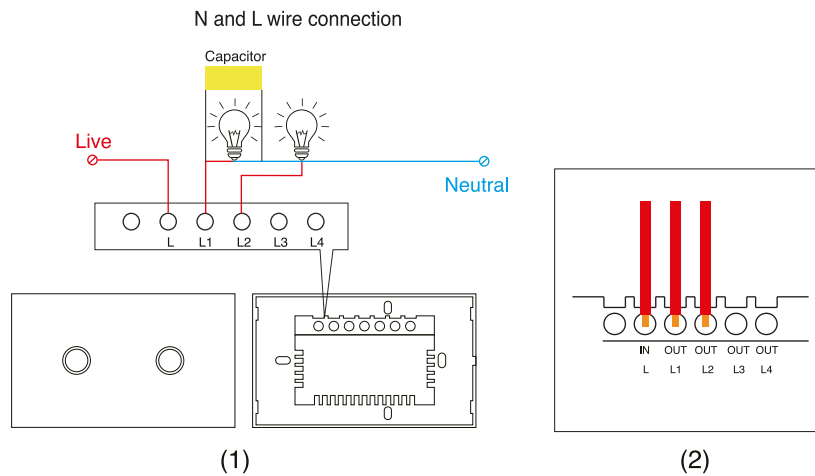 N and L wire connection
Capacitor
Live
Neutral
L L1 L2 L3 L4
IN OUT OUT OUT OUT
L L1 L2 L3 L4
(1) (2)